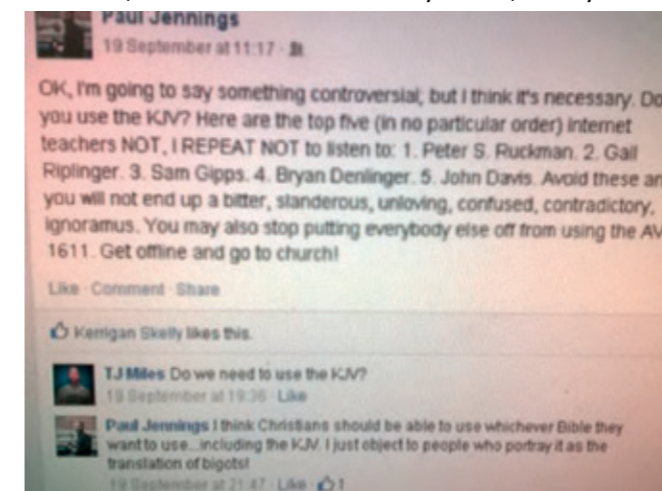 Paul Jennings
19 September at 11:17
OK, I'm going to say something controversial, but I think it's necessary. Do
you use the KJV? Here are the top five (in no particular order) internet
teachers NOT, I REPEAT NOT to listen to: 1. Peter S. Ruckman. 2. Gail
Riplinger. 3. Sam Gipps. 4. Bryan Denlinger. 5. John Davis. Avoid these an
you will not end up a bitter, slanderous, unloving, confused, contradictory,
ignoramus. You may also stop putting everybody else off from using the AV
1611. Get offline and go to church!
Like · Comment · Share
Kerrigan Skelly likes this.
TJ Miles Do we need to use the KJV?
19 September at 19:36 · Like
Paul Jennings I think Christians should be able to use whichever Bible they
want to use...including the KJV. I just object to people who portray it as the
translation of bigots!
19 September at 21:47 · Like · 1